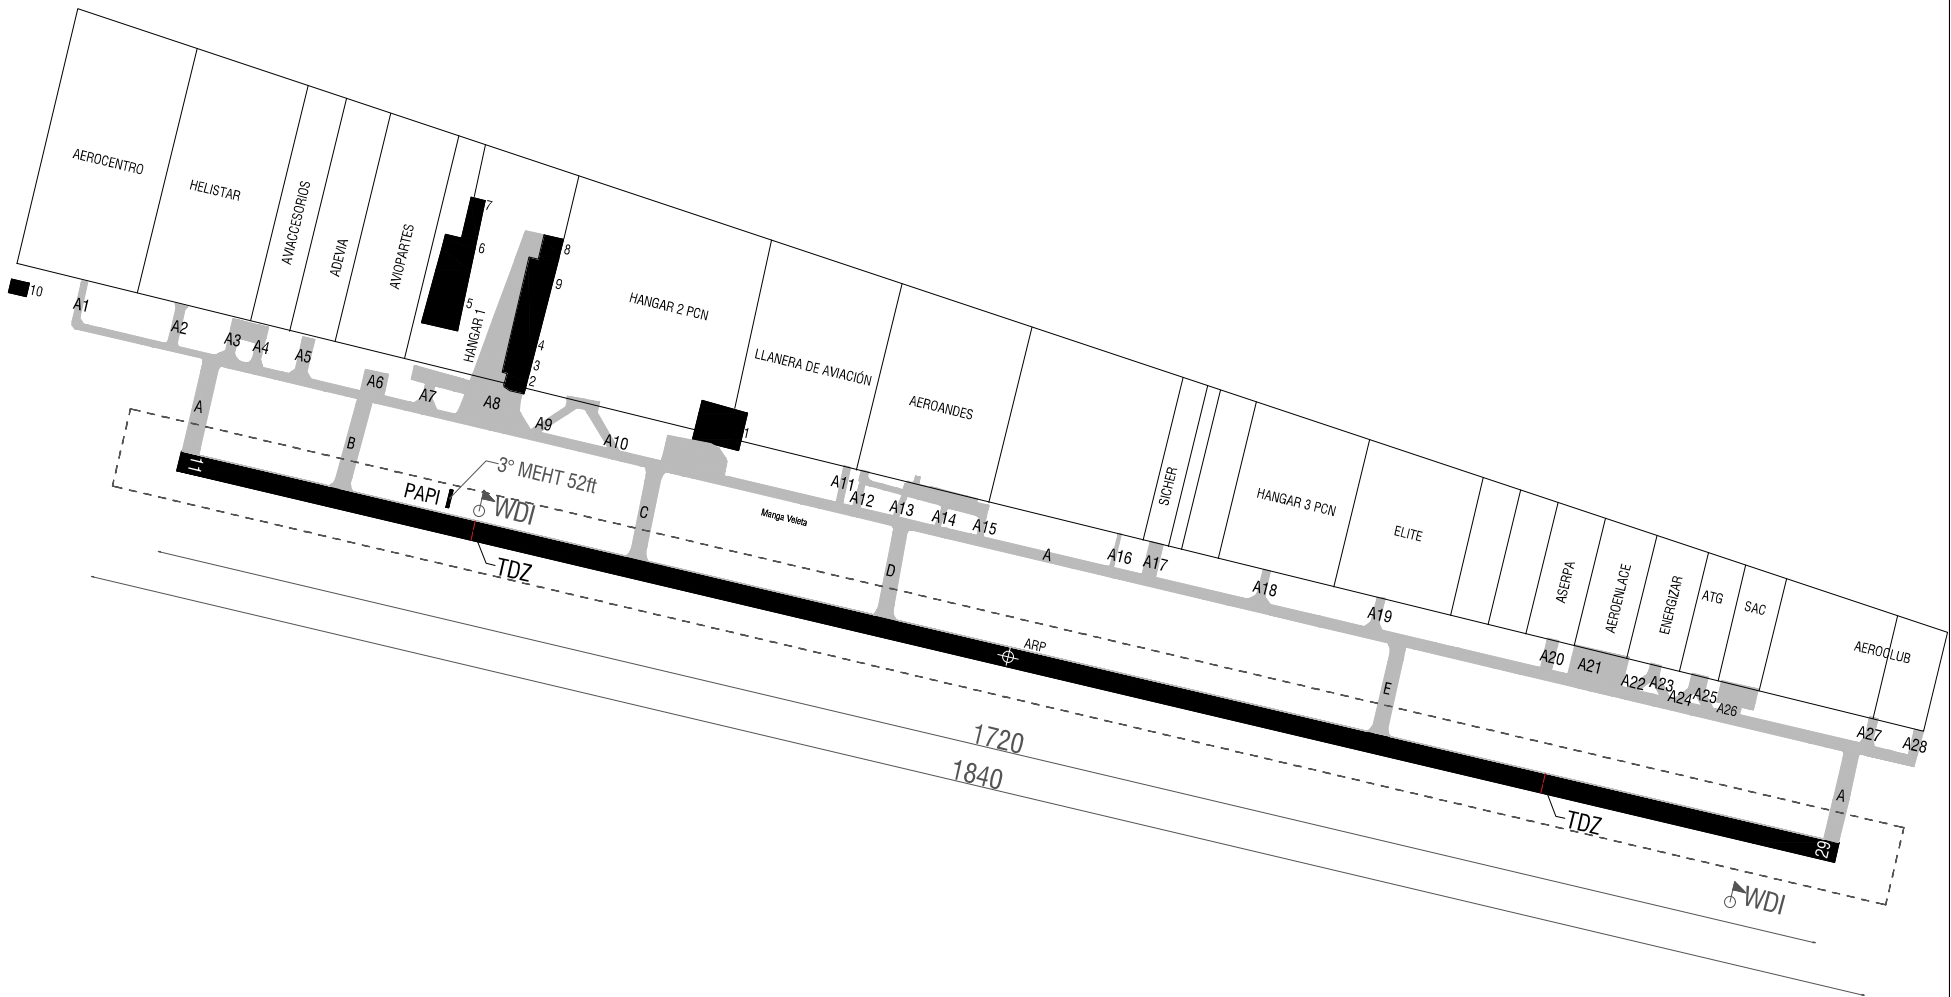 AEROCENTRO
HELISTAR
AVIACCESORIOS
ADEVIA
AVIOPARTES
7
6
5
HANGAR 1
8
9
4
3
2
HANGAR 2 PCN
1
LLANERA DE AVIACIÓN
AEROANDES
SICHER
HANGAR 3 PCN
ELITE
ASERPA
AEROENLACE
ENERGIZAR
ATG
SAC
AEROCLUB
10
A1
A2
A3
A4
A5
A6
A7
A8
A9
A10
A11
A12
A13
A14
A15
A
A16
A17
A18
A19
A20
A21
A22
A23
A24
A25
A26
A27
A28
A
B
C
D
E
A
Manga Veleta
3° MEHT 52ft
PAPI
WDI
11
TDZ
ARP
TDZ
29
WDI
1720
1840